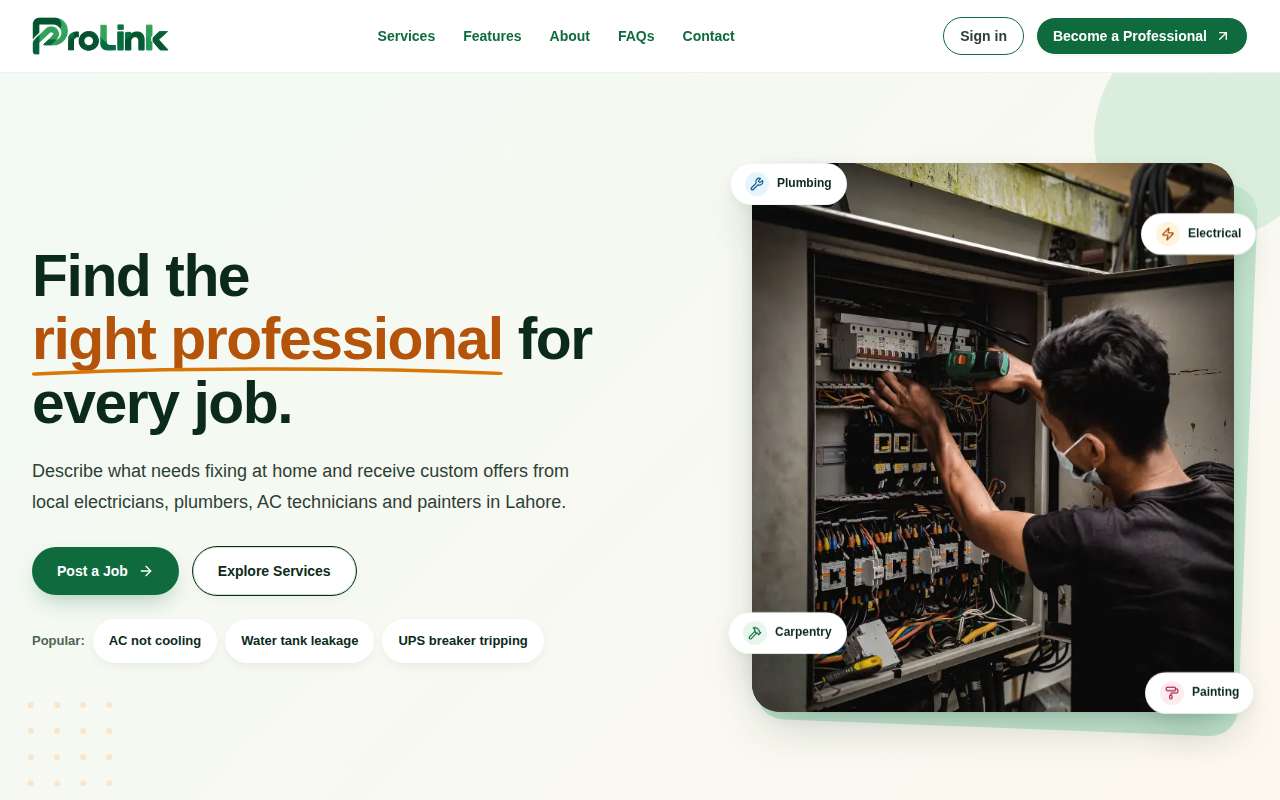 ProLink
Services
Features
About
FAQs
Contact
Sign in
Become a Professional
Find the
right professional for
every job.
Describe what needs fixing at home and receive custom offers from
local electricians, plumbers, AC technicians and painters in Lahore.
Post a Job
Explore Services
Popular:
AC not cooling
Water tank leakage
UPS breaker tripping
Plumbing
Electrical
Carpentry
Painting